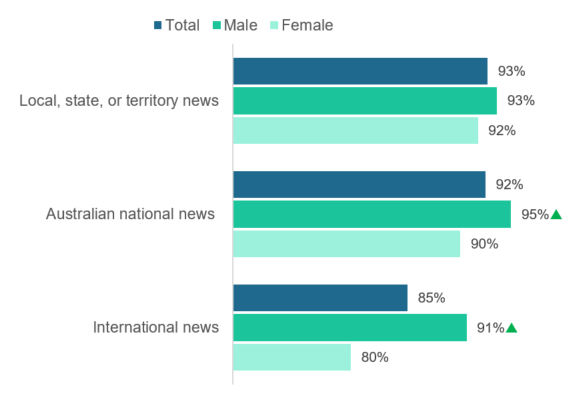 Total Male Female
Local, state, or territory news
93%
93%
92%
Australian national news
92%
95%
90%
International news
85%
91%
80%